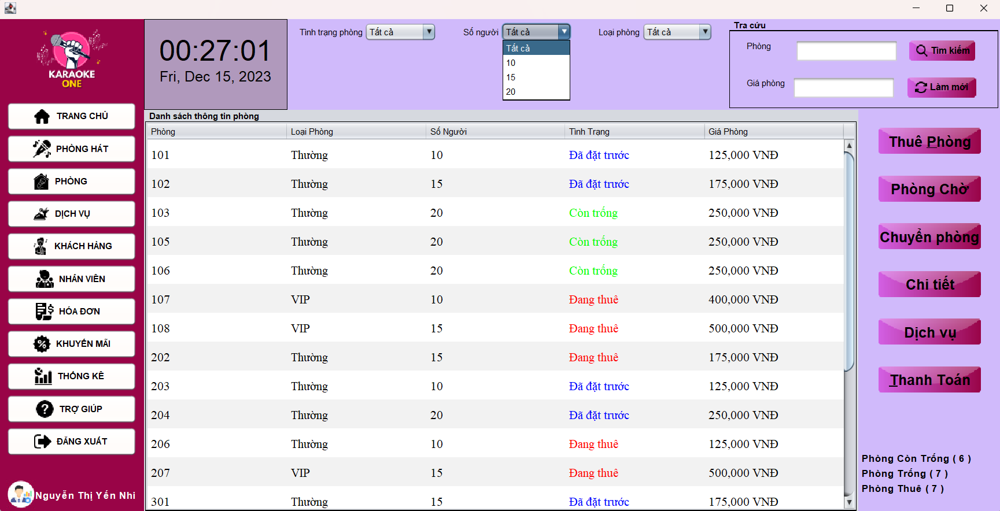 KARAOKE
ONE
TRANG CHỦ
PHÒNG HÁT
PHÒNG
DỊCH VỤ
KHÁCH HÀNG
NHÂN VIÊN
HÓA ĐƠN
KHUYẾN MÃI
THỐNG KÊ
TRỢ GIÚP
ĐĂNG XUẤT
Nguyễn Thị Yến Nhi
00:27:01
Fri, Dec 15, 2023
Tình trạng phòng Tất cả
Số người Tất cả
Tất cả
10
15
20
Loại phòng Tất cả
Tra cứu
Phòng
Tìm kiếm
Giá phòng
Làm mới
Danh sách thông tin phòng
Phòng Loại Phòng Số Người Tình Trạng Giá Phòng
101 Thường 10 Đã đặt trước 125,000 VNĐ
102 Thường 15 Đã đặt trước 175,000 VNĐ
103 Thường 20 Còn trống 250,000 VNĐ
105 Thường 20 Còn trống 250,000 VNĐ
106 Thường 20 Còn trống 250,000 VNĐ
107 VIP 10 Đang thuê 400,000 VNĐ
108 VIP 15 Đang thuê 500,000 VNĐ
202 Thường 15 Đang thuê 175,000 VNĐ
203 Thường 10 Đã đặt trước 125,000 VNĐ
204 Thường 20 Đã đặt trước 250,000 VNĐ
206 Thường 10 Đang thuê 125,000 VNĐ
207 VIP 15 Đang thuê 500,000 VNĐ
301 Thường 15 Đã đặt trước 175,000 VNĐ
Thuê Phòng
Phòng Chờ
Chuyển phòng
Chi tiết
Dịch vụ
Thanh Toán
Phòng Còn Trống ( 6 )
Phòng Trống ( 7 )
Phòng Thuê ( 7 )